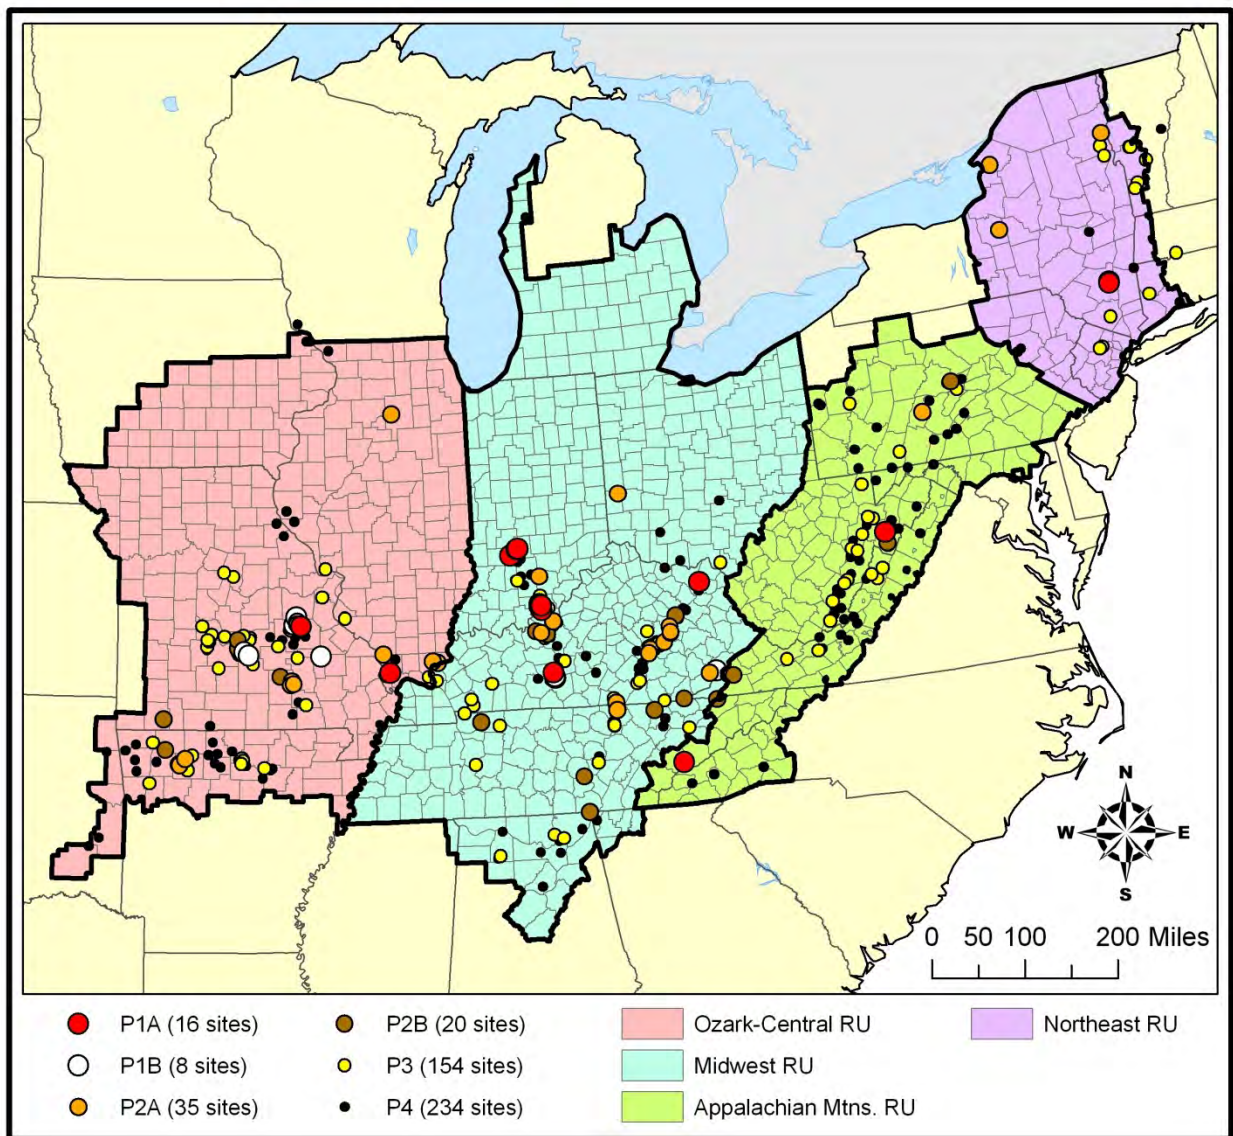 N
W E
S
0 50 100 200 Miles
P1A (16 sites) P2B (20 sites) Ozark-Central RU Northeast RU
P1B (8 sites) P3 (154 sites) Midwest RU
P2A (35 sites) P4 (234 sites) Appalachian Mtns. RU